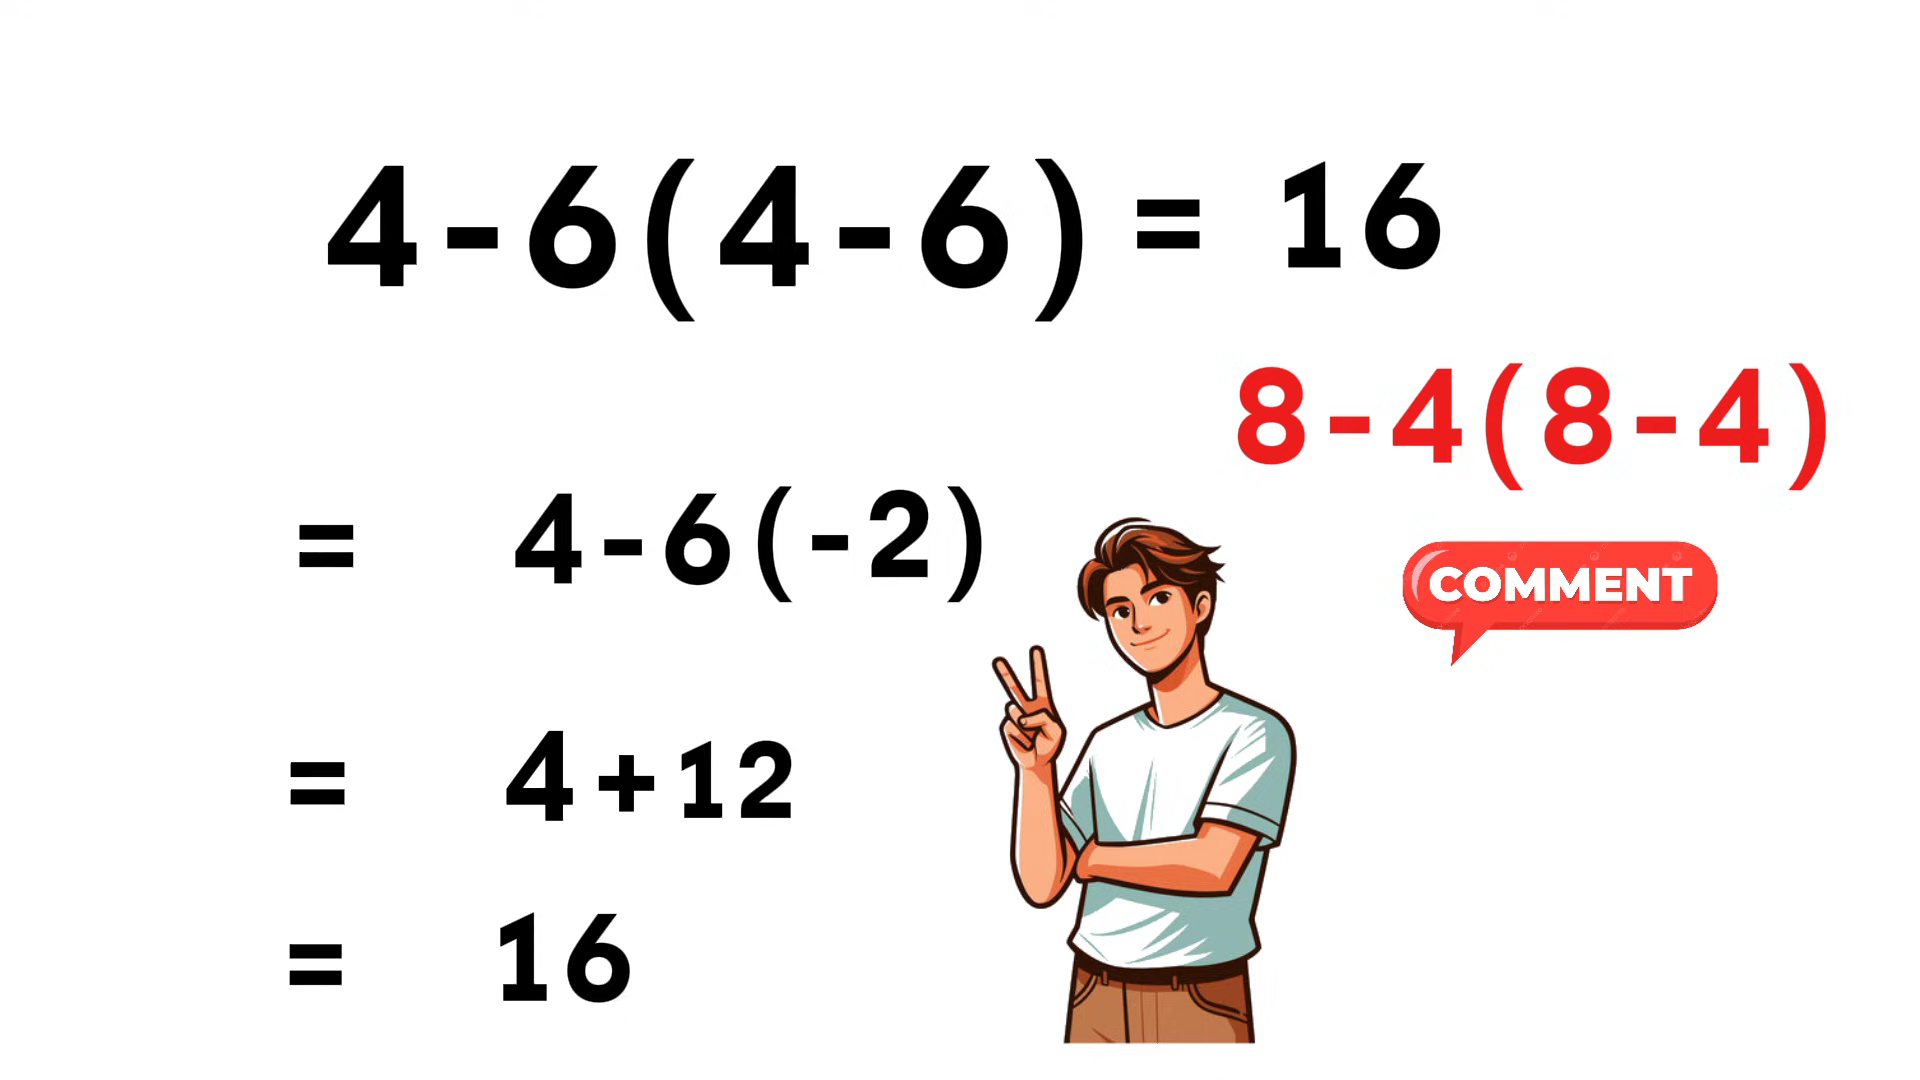 4-6(4-6) = 16
8-4(8-4)
= 4-6(-2)
COMMENT
= 4+12
= 16